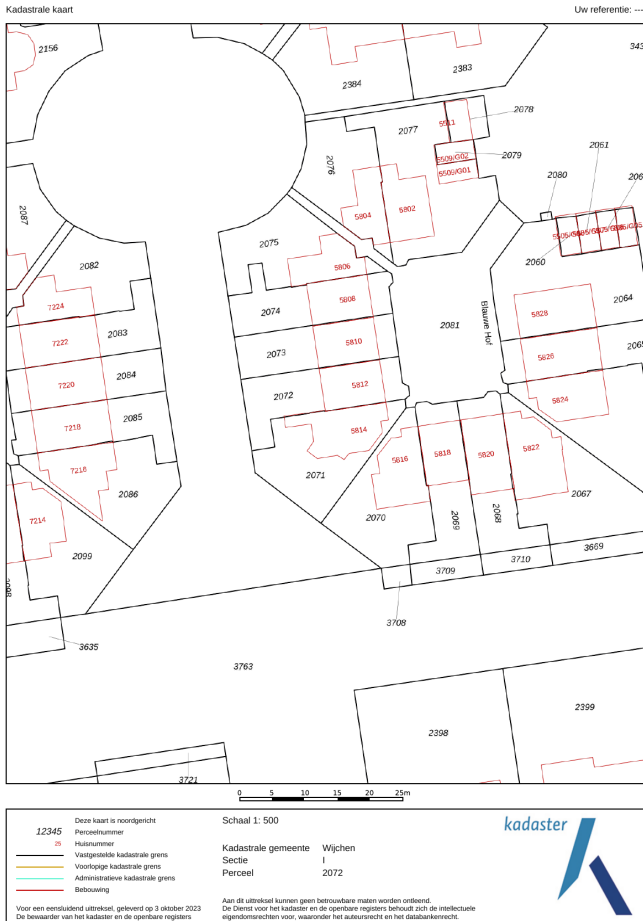 Kadastrale kaart
Uw referentie: ---
2156
2384
2383
343
2077
5511
2078
2076
5509/G02
2079
5509/G01
2061
2080
5804
5802
2087
2075
2060
2082
5806
7224
5808
2074
2064
5828
2083
7222
2073
5810
2081
Blauwe Hof
5826
2084
7220
2072
5812
5824
2085
7218
5814
5816
5818
5820
5822
7216
2071
2086
2070
2069
2068
2067
7214
2099
2098
3709
3710
3669
3708
3635
3763
2399
2398
3721
0 5 10 15 20 25m
Deze kaart is noordgericht
12345 Perceelnummer
25 Huisnummer
Vastgestelde kadastrale grens
Voorlopige kadastrale grens
Administratieve kadastrale grens
Bebouwing
Voor een eensluidend uittreksel, geleverd op 3 oktober 2023
De bewaarder van het kadaster en de openbare registers
Schaal 1: 500
Kadastrale gemeente Wijchen
Sectie I
Perceel 2072
Aan dit uittreksel kunnen geen betrouwbare maten worden ontleend.
De Dienst voor het kadaster en de openbare registers behoudt zich de intellectuele
eigendomsrechten voor, waaronder het auteursrecht en het databankenrecht.
kadaster